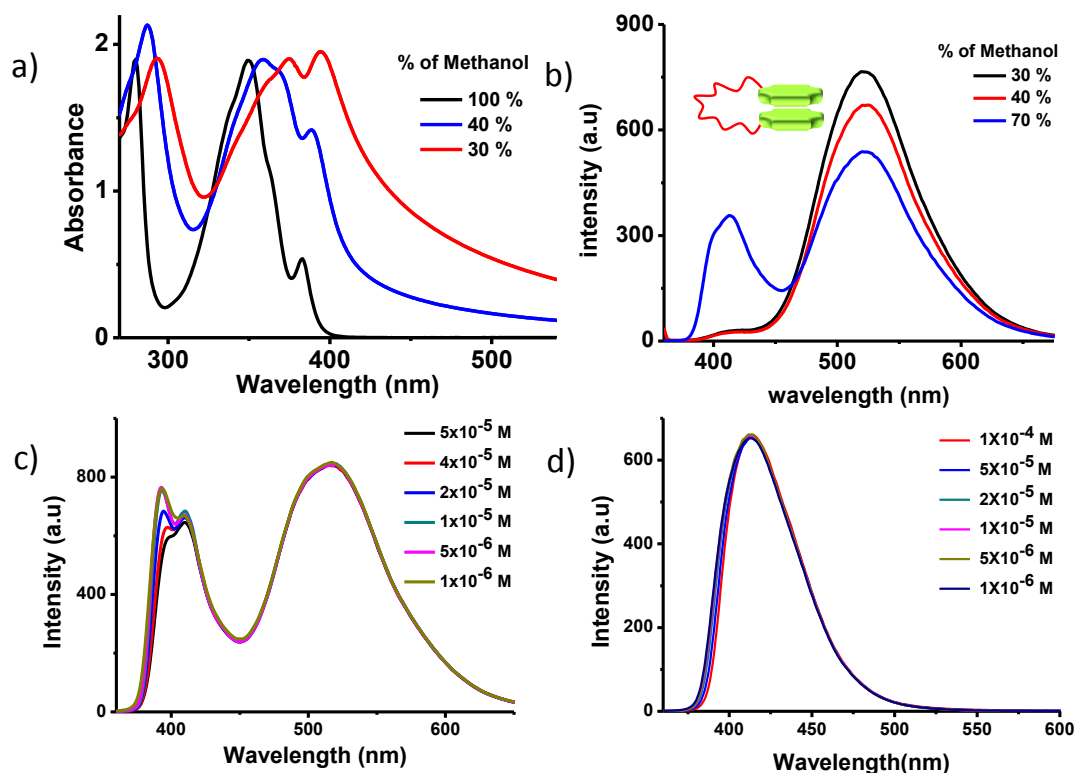 a)
2
1
0
Absorbance
300
400
500
Wavelength (nm)
% of Methanol
100 %
40 %
30 %
b)
900
600
300
0
intensity (a.u)
400
500
600
wavelength (nm)
% of Methanol
30 %
40 %
70 %
c)
800
400
0
Intensity (a.u)
400
500
600
Wavelength (nm)
5x10⁻⁵ M
4x10⁻⁵ M
2x10⁻⁵ M
1x10⁻⁵ M
5x10⁻⁶ M
1x10⁻⁶ M
d)
600
400
200
0
Intensity (a.u)
400
450
500
550
600
Wavelength(nm)
1X10⁻⁴ M
5X10⁻⁵ M
2X10⁻⁵ M
1X10⁻⁵ M
5X10⁻⁶ M
1X10⁻⁶ M